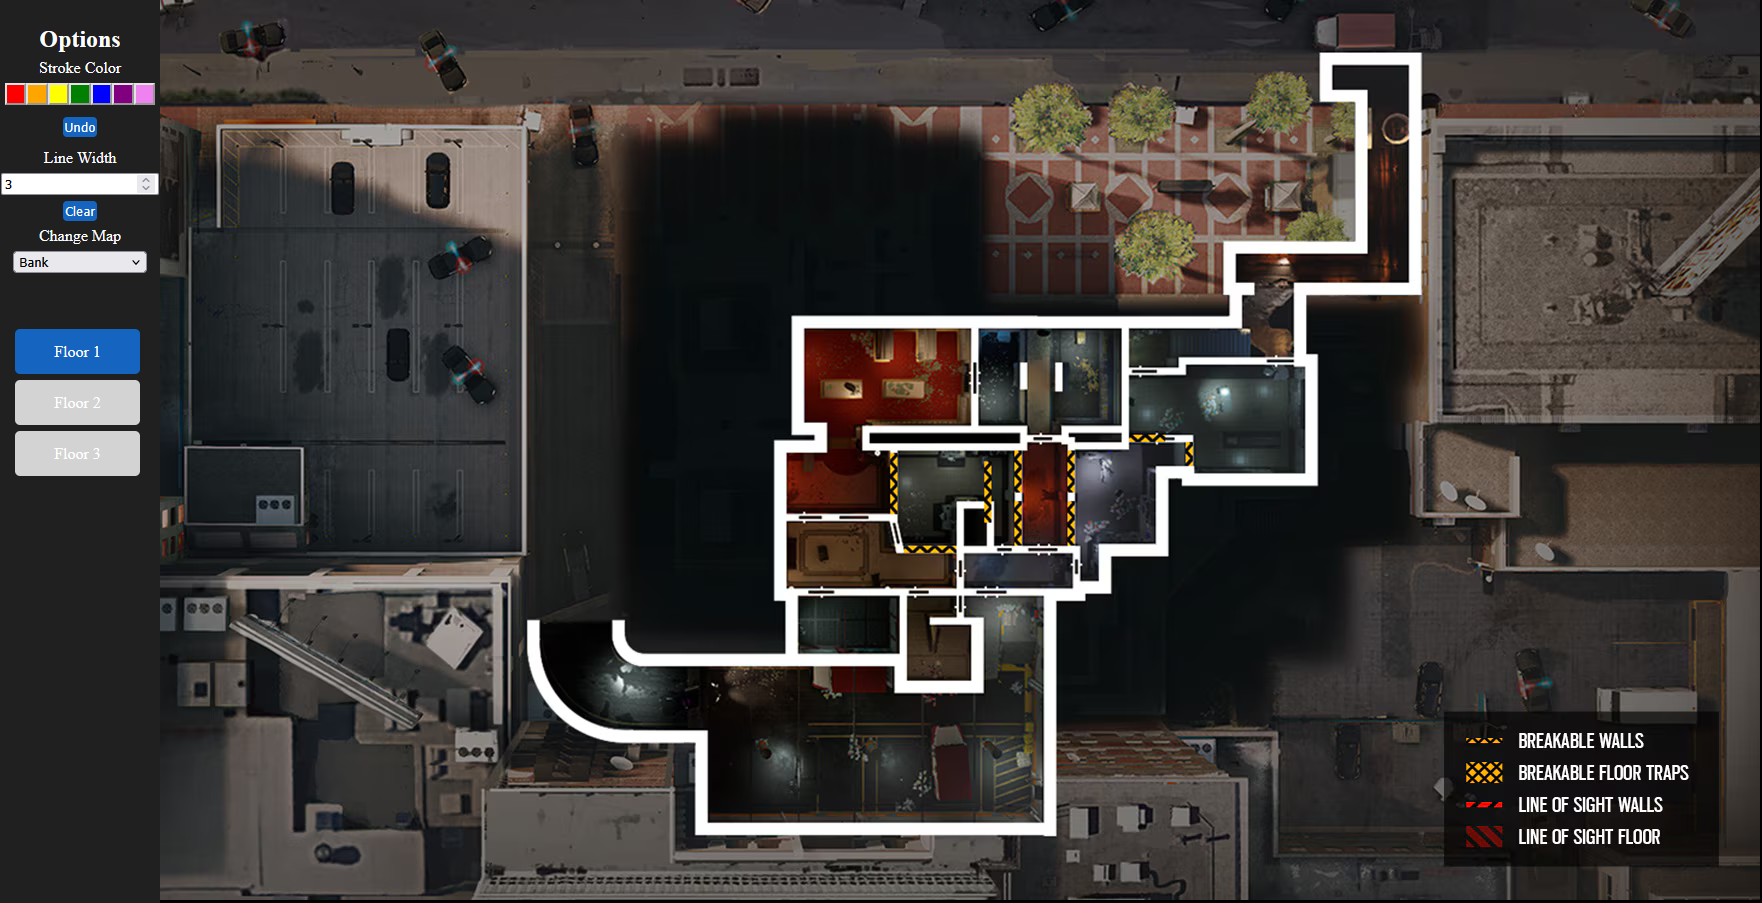 Options
Stroke Color
Undo
Line Width
3
Clear
Change Map
Bank
Floor 1
Floor 2
Floor 3
BREAKABLE WALLS
BREAKABLE FLOOR TRAPS
LINE OF SIGHT WALLS
LINE OF SIGHT FLOOR